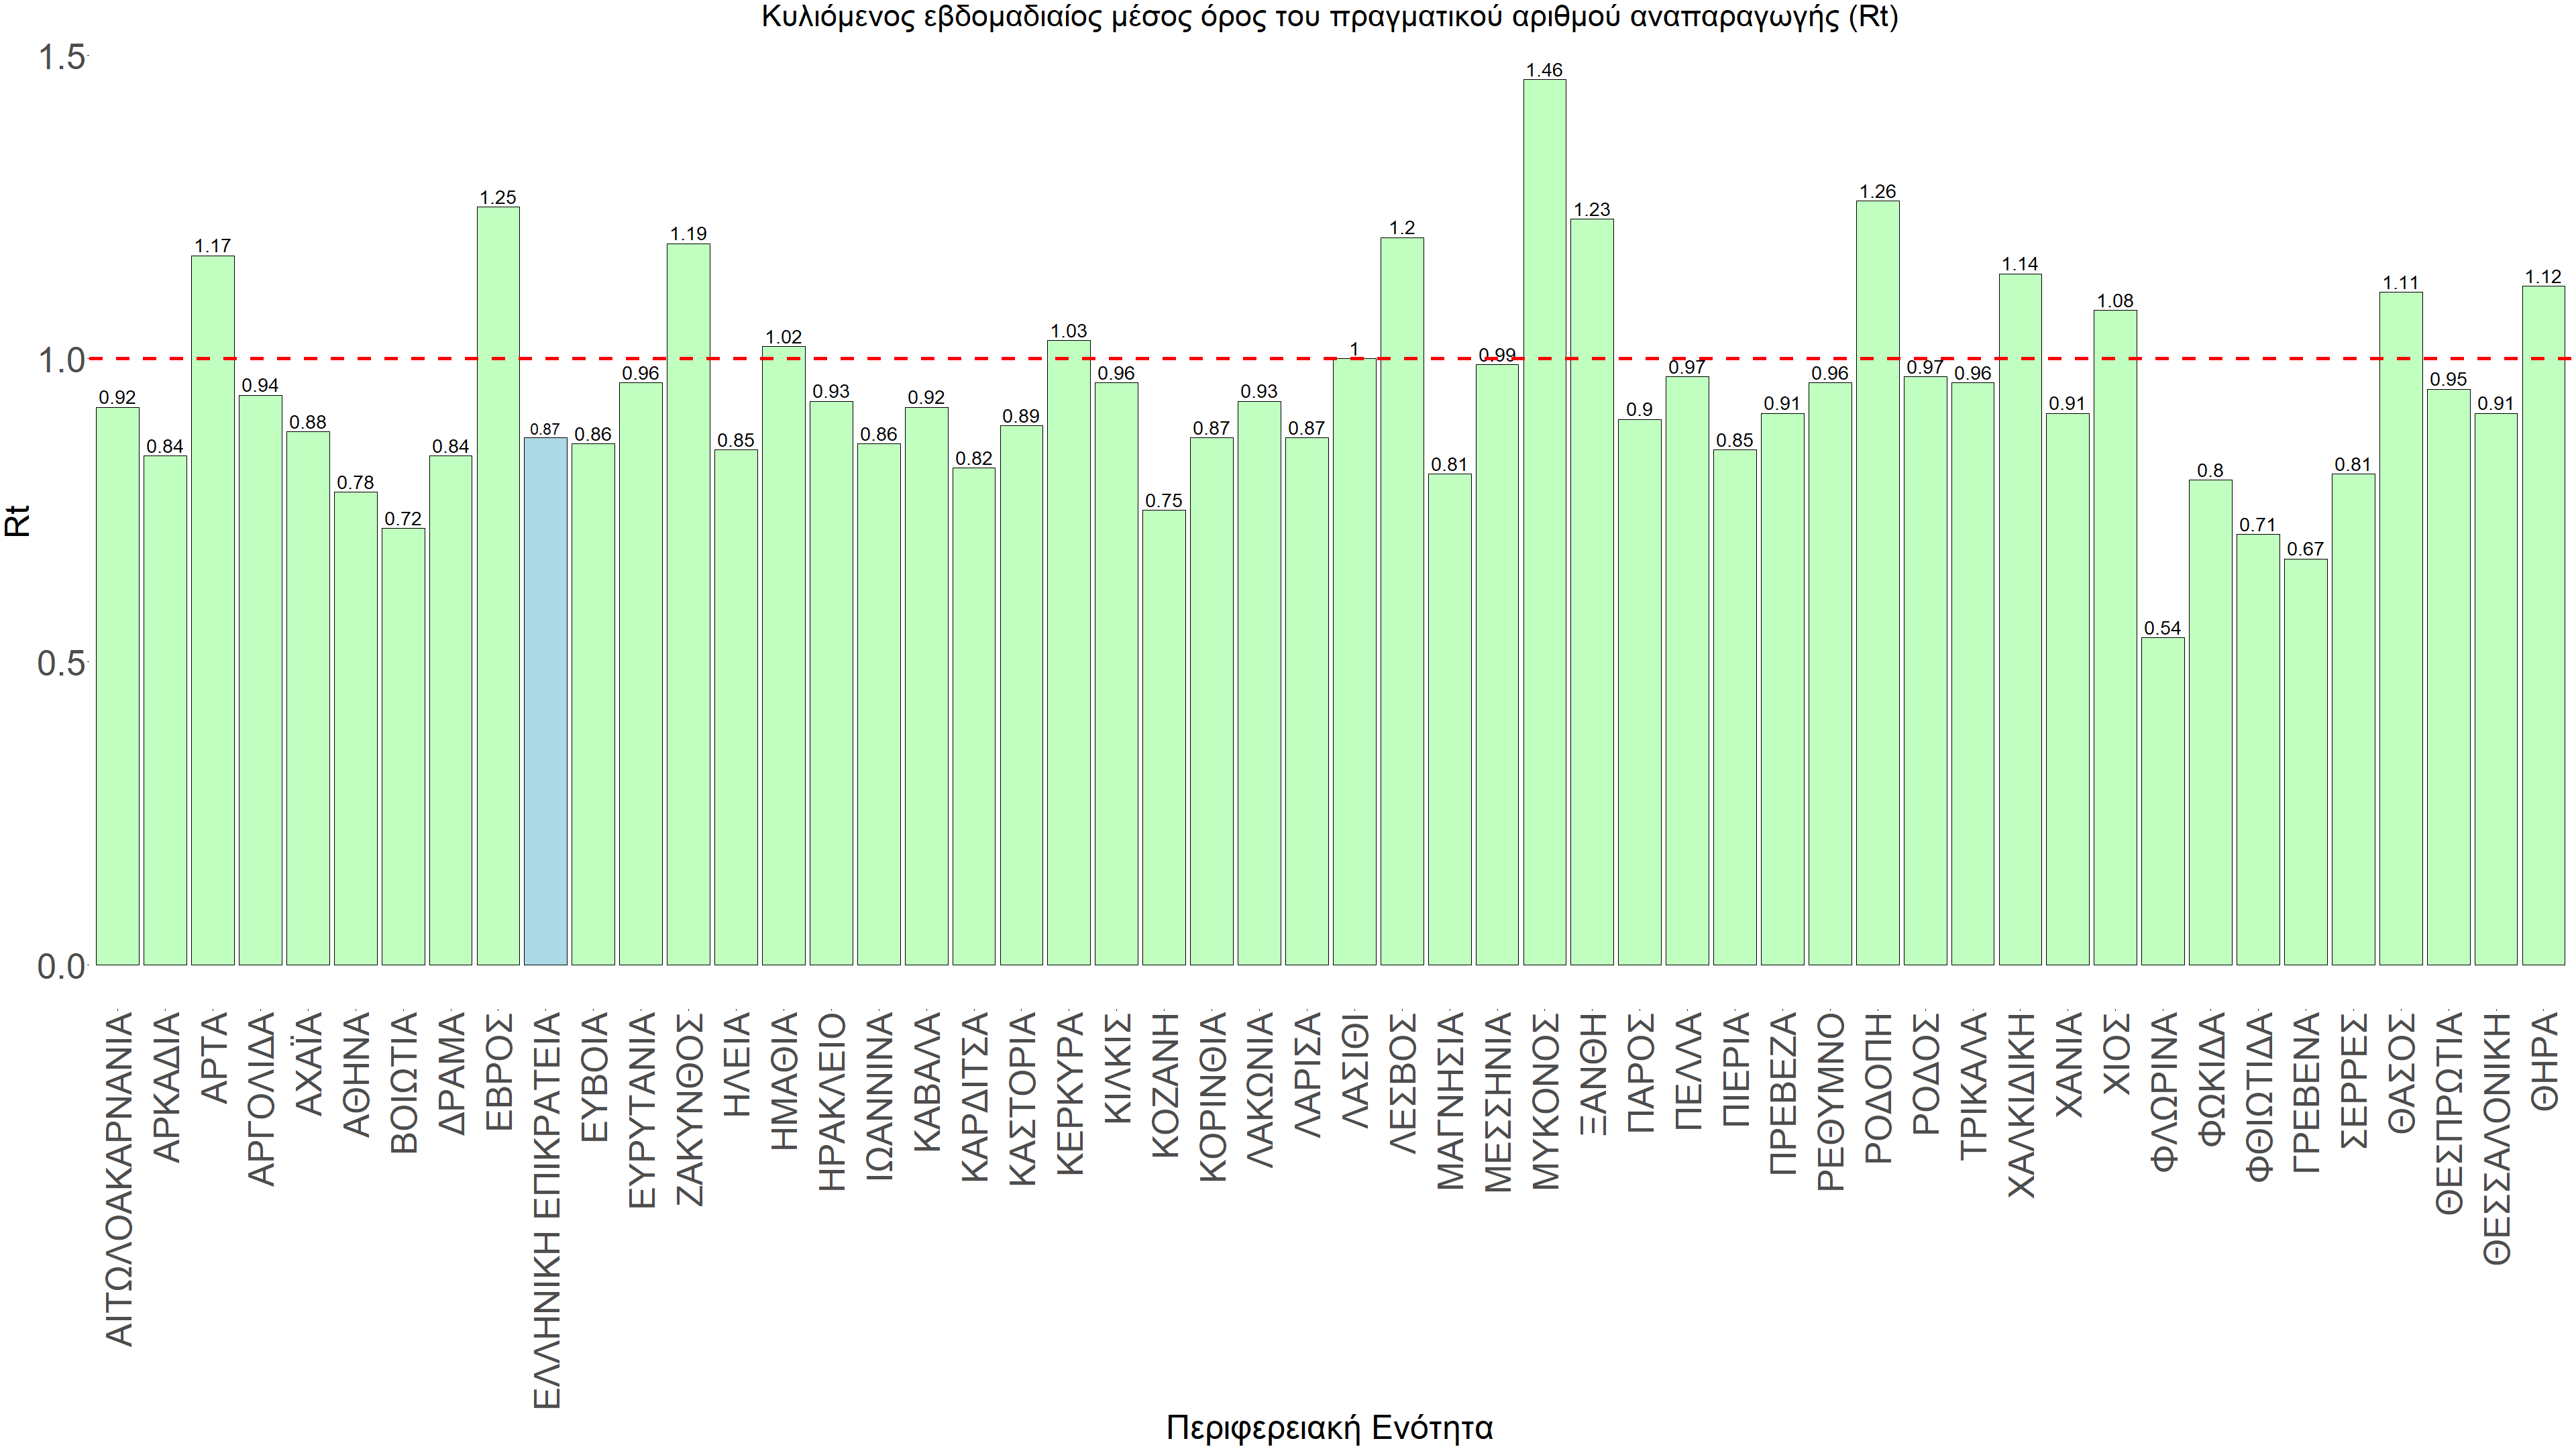 Κυλιόμενος εβδομαδιαίος μέσος όρος του πραγματικού αριθμού αναπαραγωγής (Rt)
1.5
1.0
0.5
0.0
Rt
0.92
0.84
1.17
0.94
0.88
0.78
0.72
0.84
1.25
0.87
0.86
0.96
1.19
0.85
1.02
0.93
0.86
0.92
0.82
0.89
1.03
0.96
0.75
0.87
0.93
0.87
1
1.2
0.81
0.99
1.46
1.23
0.9
0.97
0.85
0.91
0.96
1.26
0.97
0.96
1.14
0.91
1.08
0.54
0.8
0.71
0.67
0.81
1.11
0.95
0.91
1.12
ΑΙΤΩΛΟΑΚΑΡΝΑΝΙΑ
ΑΡΚΑΔΙΑ
ΑΡΤΑ
ΑΡΓΟΛΙΔΑ
ΑΧΑΪΑ
ΑΘΗΝΑ
ΒΟΙΩΤΙΑ
ΔΡΑΜΑ
ΕΒΡΟΣ
ΕΛΛΗΝΙΚΗ ΕΠΙΚΡΑΤΕΙΑ
ΕΥΒΟΙΑ
ΕΥΡΥΤΑΝΙΑ
ΖΑΚΥΝΘΟΣ
ΗΛΕΙΑ
ΗΜΑΘΙΑ
ΗΡΑΚΛΕΙΟ
ΙΩΑΝΝΙΝΑ
ΚΑΒΑΛΑ
ΚΑΡΔΙΤΣΑ
ΚΑΣΤΟΡΙΑ
ΚΕΡΚΥΡΑ
ΚΙΛΚΙΣ
ΚΟΖΑΝΗ
ΚΟΡΙΝΘΙΑ
ΛΑΚΩΝΙΑ
ΛΑΡΙΣΑ
ΛΑΣΙΘΙ
ΛΕΣΒΟΣ
ΜΑΓΝΗΣΙΑ
ΜΕΣΣΗΝΙΑ
ΜΥΚΟΝΟΣ
ΞΑΝΘΗ
ΠΑΡΟΣ
ΠΕΛΛΑ
ΠΙΕΡΙΑ
ΠΡΕΒΕΖΑ
ΡΕΘΥΜΝΟ
ΡΟΔΟΠΗ
ΡΟΔΟΣ
ΤΡΙΚΑΛΑ
ΧΑΛΚΙΔΙΚΗ
ΧΑΝΙΑ
ΧΙΟΣ
ΦΛΩΡΙΝΑ
ΦΩΚΙΔΑ
ΦΘΙΩΤΙΔΑ
ΓΡΕΒΕΝΑ
ΣΕΡΡΕΣ
ΘΑΣΟΣ
ΘΕΣΠΡΩΤΙΑ
ΘΕΣΣΑΛΟΝΙΚΗ
ΘΗΡΑ
Περιφερειακή Ενότητα